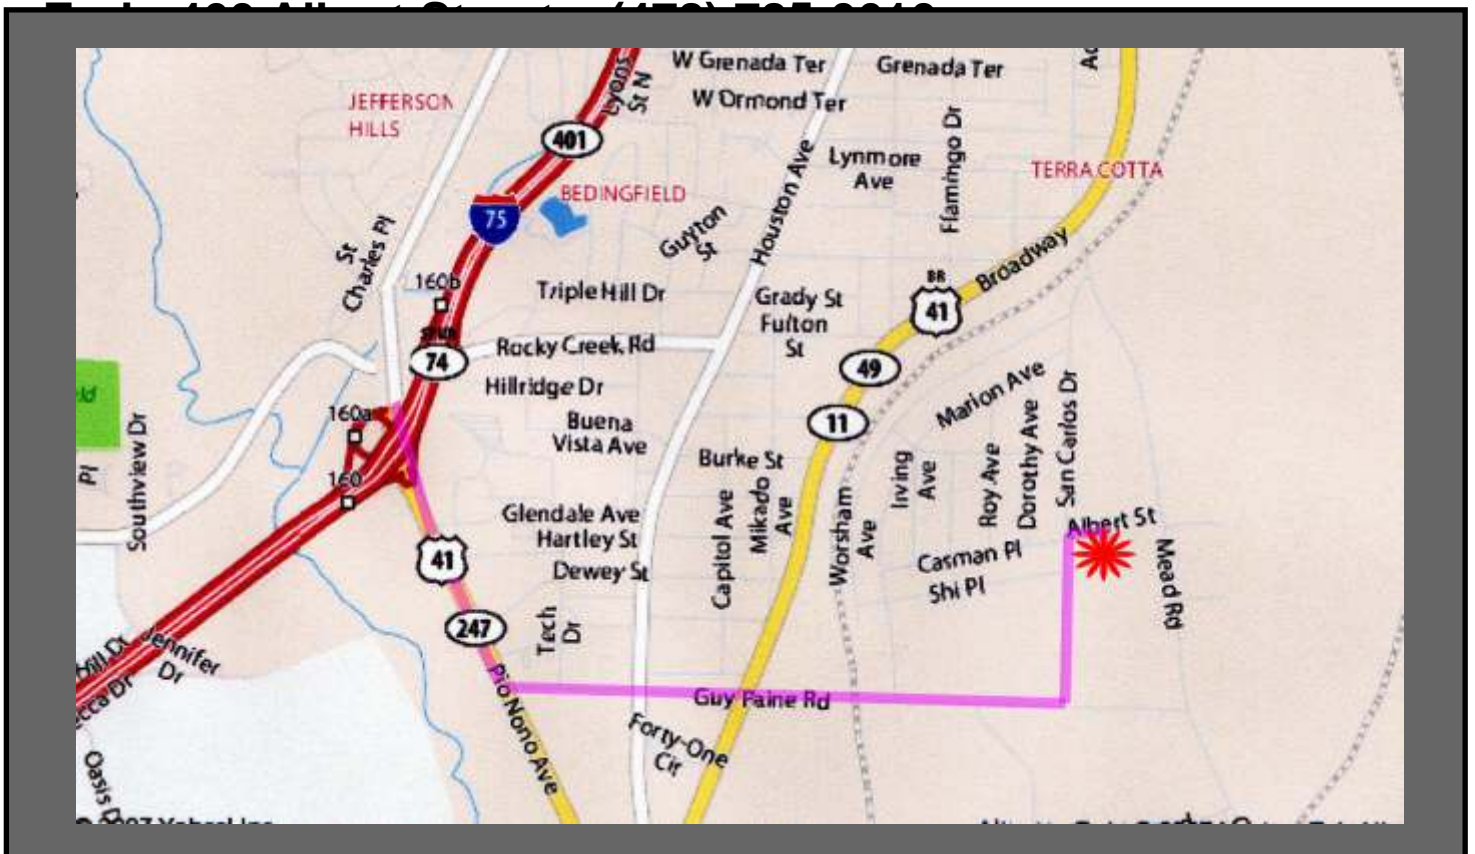 W Grenada Ter
Grenada Ter
Lyons
St N
W Ormond Ter
JEFFERSON
HILLS
401
Houston Ave
Lynmore
Ave
Flamingo Dr
TERRA COTTA
BEDINGFIELD
75
Guyton
St
St
Charles Pl
Broadway
160b
Triple Hill Dr
Grady St
Fulton
St
BR
41
74
Rocky Creek Rd
49
Hillridge Dr
Marion Ave
San Carlos Dr
160a
Buena
Vista Ave
11
Dorothy Ave
Southview Dr
Pl
Burke St
Irving
Ave
Roy Ave
160
Capitol Ave
Mikado
Ave
Worsham
Ave
Glendale Ave
Hartley St
Albert St
41
Dewey St
Casman Pl
Shi Pl
Mead Rd
247
Tech
Dr
Hill Dr
Jennifer
Dr
Pio Nono Ave
Guy Paine Rd
Forty-One
Cir